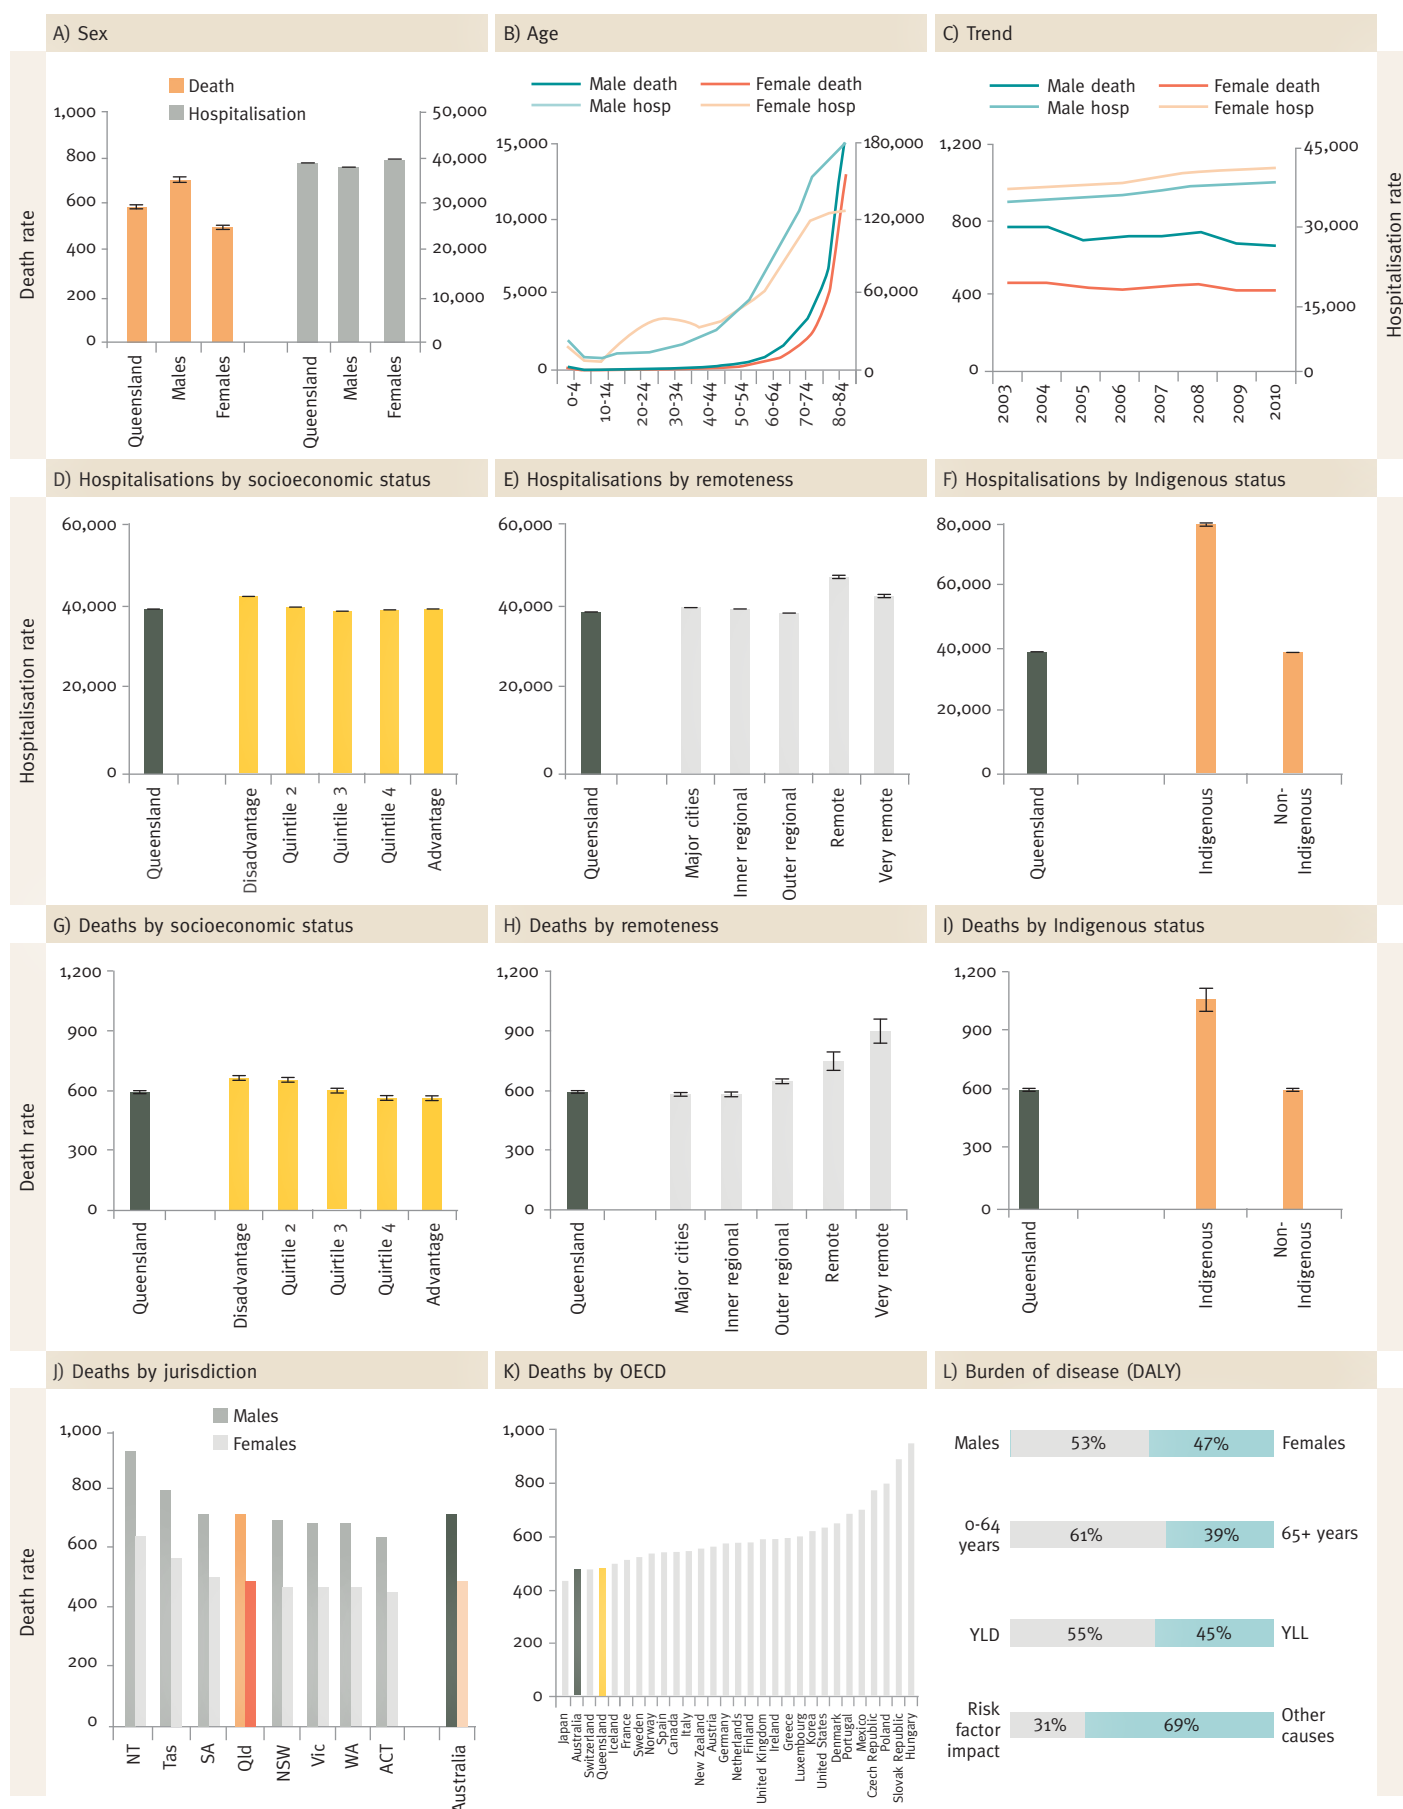 A) Sex
B) Age
C) Trend
Death
Hospitalisation
Male death
Female death
Male hosp
Female hosp
Male death
Female death
Male hosp
Female hosp
Death rate
1,000
800
600
400
200
0
50,000
40,000
30,000
20,000
10,000
0
Queensland
Males
Females
Queensland
Males
Females
15,000
10,000
5,000
0
180,000
120,000
60,000
0
0-4
10-14
20-24
30-34
40-44
50-54
60-64
70-74
80-84
1,200
800
400
0
45,000
30,000
15,000
0
2003
2004
2005
2006
2007
2008
2009
2010
Hospitalisation rate
D) Hospitalisations by socioeconomic status
E) Hospitalisations by remoteness
F) Hospitalisations by Indigenous status
Hospitalisation rate
60,000
40,000
20,000
0
Queensland
Disadvantage
Quintile 2
Quintile 3
Quintile 4
Advantage
60,000
40,000
20,000
0
Queensland
Major cities
Inner regional
Outer regional
Remote
Very remote
80,000
60,000
40,000
20,000
0
Queensland
Indigenous
Non-
Indigenous
G) Deaths by socioeconomic status
H) Deaths by remoteness
I) Deaths by Indigenous status
Death rate
1,200
900
600
300
0
Queensland
Disadvantage
Quirtile 2
Quirtile 3
Quirtile 4
Advantage
1,200
900
600
300
0
Queensland
Major cities
Inner regional
Outer regional
Remote
Very remote
1,200
900
600
300
0
Queensland
Indigenous
Non-
Indigenous
J) Deaths by jurisdiction
K) Deaths by OECD
L) Burden of disease (DALY)
Death rate
Males
Females
1,000
800
600
400
200
0
NT
Tas
SA
Qld
NSW
Vic
WA
ACT
Australia
1,000
800
600
400
200
0
Japan
Australia
Switzerland
Queensland
Iceland
France
Sweden
Norway
Spain
Canada
Italy
New Zealand
Austria
Germany
Netherlands
Finland
United Kingdom
Ireland
Greece
Luxembourg
Korea
United States
Denmark
Portugal
Mexico
Czech Republic
Poland
Slovak Republic
Hungary
Males 53% 47% Females
0-64
years
61% 39% 65+ years
YLD 55% 45% YLL
Risk
factor
impact
31% 69%
Other
causes